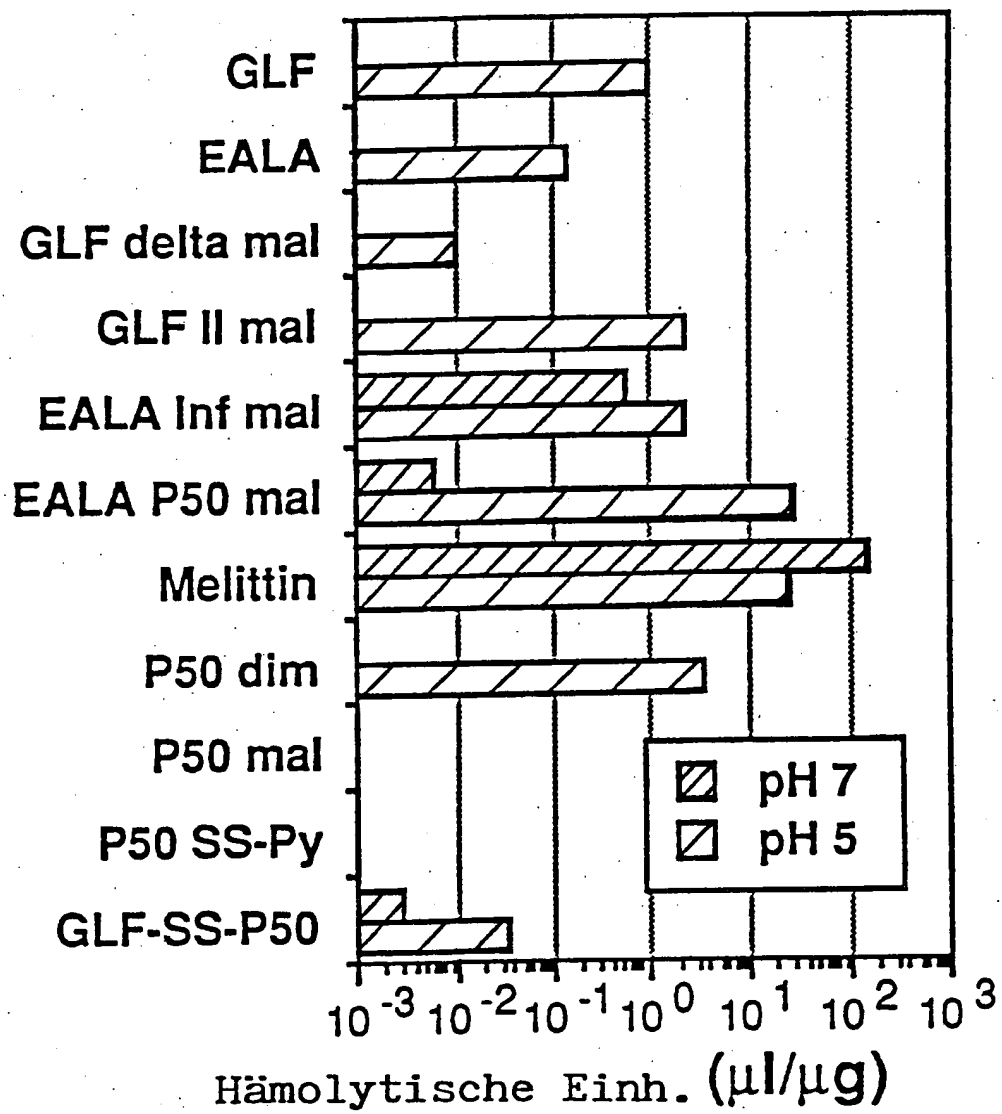 GLF
EALA
GLF delta mal
GLF II mal
EALA Inf mal
EALA P50 mal
Melittin
P50 dim
P50 mal
P50 SS-Py
GLF-SS-P50
pH 7
pH 5
10⁻³ 10⁻² 10⁻¹ 10⁰ 10¹ 10² 10³
Hämolytische Einh. (μl/μg)